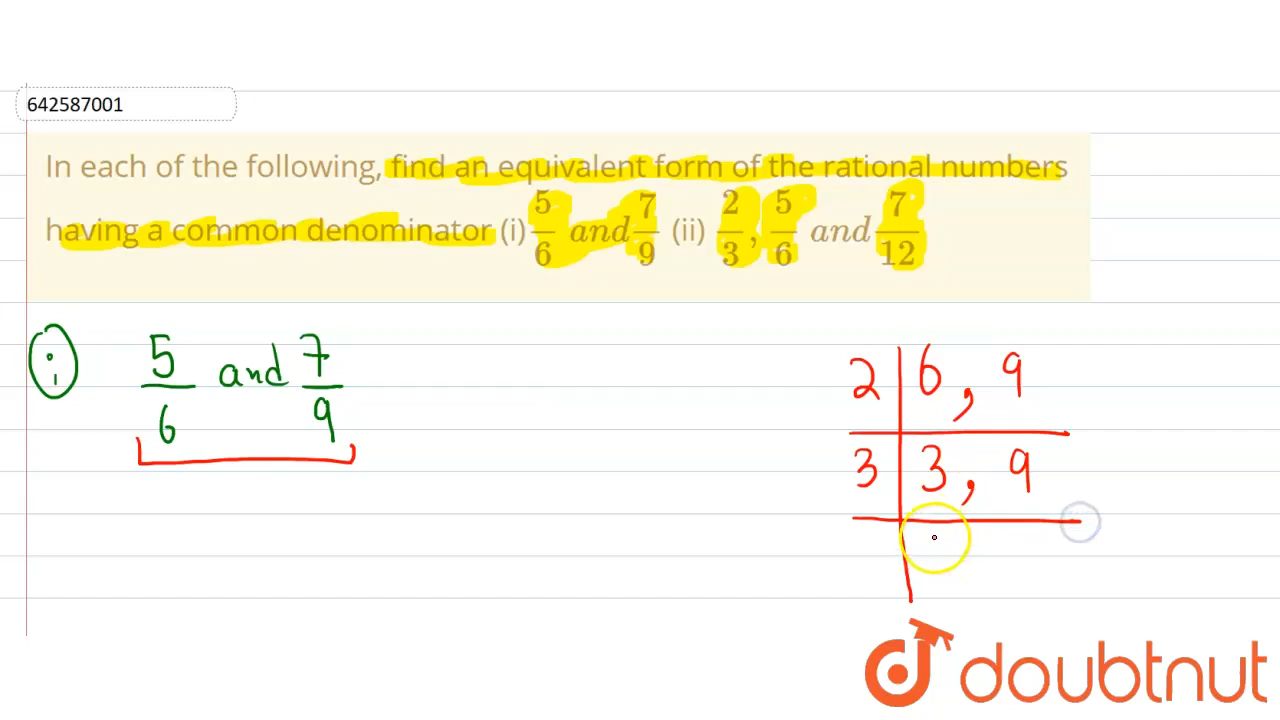 642587001
In each of the following, find an equivalent form of the rational numbers
having a common denominator (i) 5/6 and 7/9 (ii) 2/3, 5/6 and 7/12
i 5/6 and 7/9
2 | 6, 9
3 | 3, 9
doubtnut